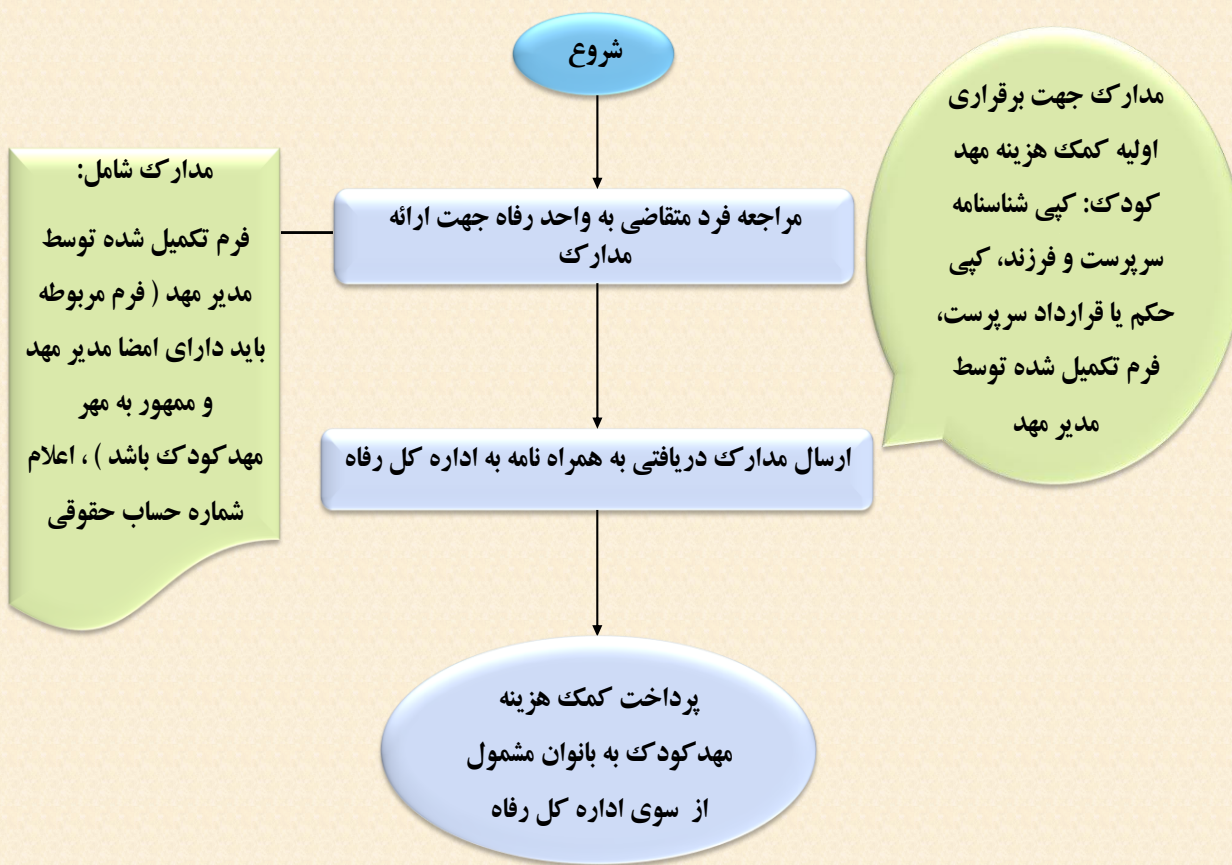 شروع
مدارک جهت برقراری
اولیه کمک هزینه مهد
کودک: کپی شناسنامه
سرپرست و فرزند، کپی
حکم یا قرارداد سرپرست،
فرم تکمیل شده توسط
مدیر مهد
مراجعه فرد متقاضی به واحد رفاه جهت ارائه
مدارک
مدارک شامل:
فرم تکمیل شده توسط
مدیر مهد ( فرم مربوطه
باید دارای امضا مدیر مهد
و ممهور به مهر
مهدکودک باشد ) ، اعلام
شماره حساب حقوقی
ارسال مدارک دریافتی به همراه نامه به اداره کل رفاه
پرداخت کمک هزینه
مهدکودک به بانوان مشمول
از سوی اداره کل رفاه